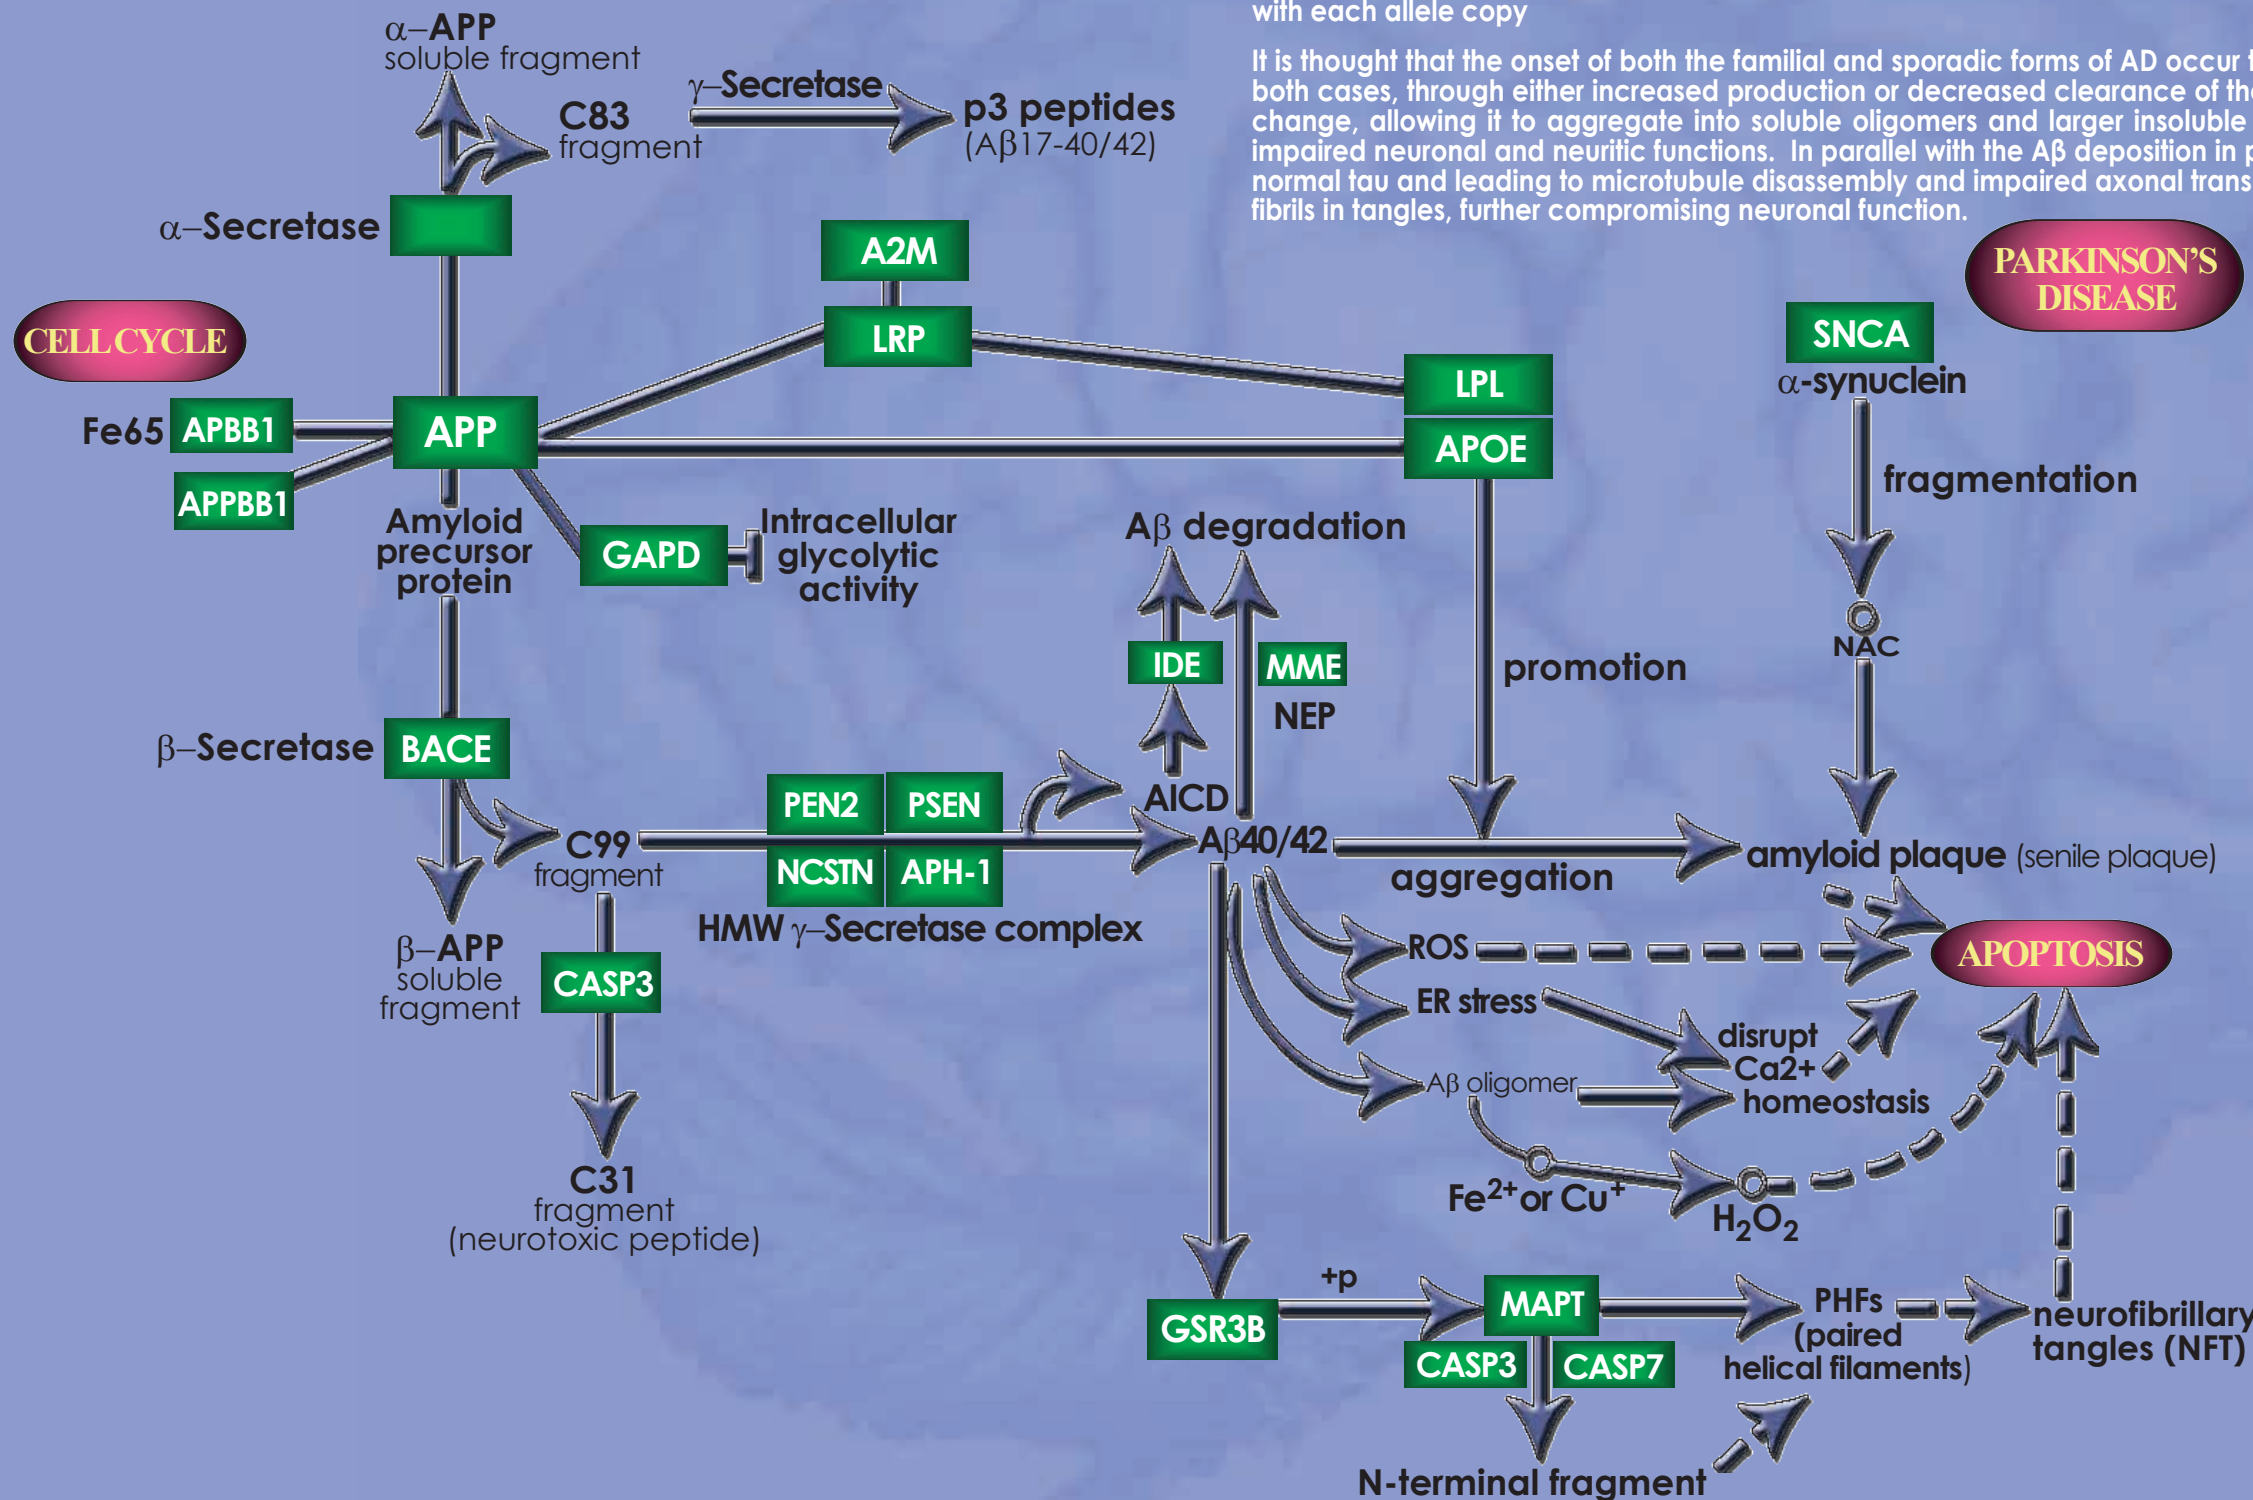 with each allele copy
It is thought that the onset of both the familial and sporadic forms of AD occur
both cases, through either increased production or decreased clearance of the
change, allowing it to aggregate into soluble oligomers and larger insoluble
impaired neuronal and neuritic functions. In parallel with the Aβ deposition in
normal tau and leading to microtubule disassembly and impaired axonal trans
fibrils in tangles, further compromising neuronal function.
α–APP
soluble fragment
C83
fragment
γ–Secretase
p3 peptides
(Aβ17-40/42)
α–Secretase
A2M
LRP
PARKINSON'S
DISEASE
CELL CYCLE
SNCA
α-synuclein
LPL
APOE
Fe65
APBB1
APP
APPBB1
Amyloid
precursor
protein
GAPD
Intracellular
glycolytic
activity
Aβ degradation
fragmentation
IDE
MME
NEP
promotion
NAC
β–Secretase
BACE
PEN2
PSEN
NCSTN
APH-1
HMW γ–Secretase complex
AICD
Aβ40/42
C99
fragment
aggregation
amyloid plaque (senile plaque)
β–APP
soluble
fragment
CASP3
ROS
APOPTOSIS
ER stress
disrupt
Ca2+
homeostasis
Aβ oligomer
C31
fragment
(neurotoxic peptide)
Fe²⁺or Cu⁺
H₂O₂
GSR3B
+p
MAPT
CASP3
CASP7
PHFs
(paired
helical filaments)
neurofibrillary
tangles (NFT)
N-terminal fragment